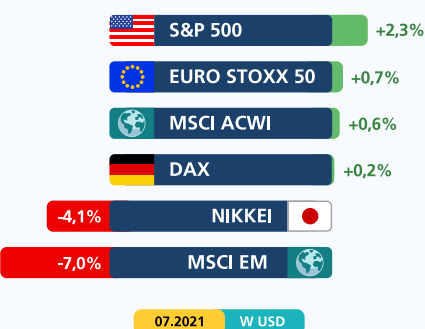 S&P 500 +2,3%
EURO STOXX 50 +0,7%
MSCI ACWI +0,6%
DAX +0,2%
-4,1% NIKKEI
-7,0% MSCI EM
07.2021 W USD